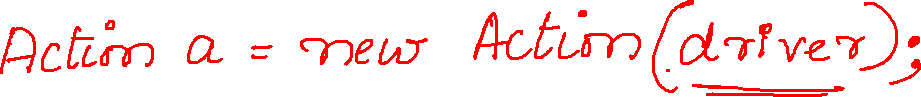 Action a = new Action(driver);